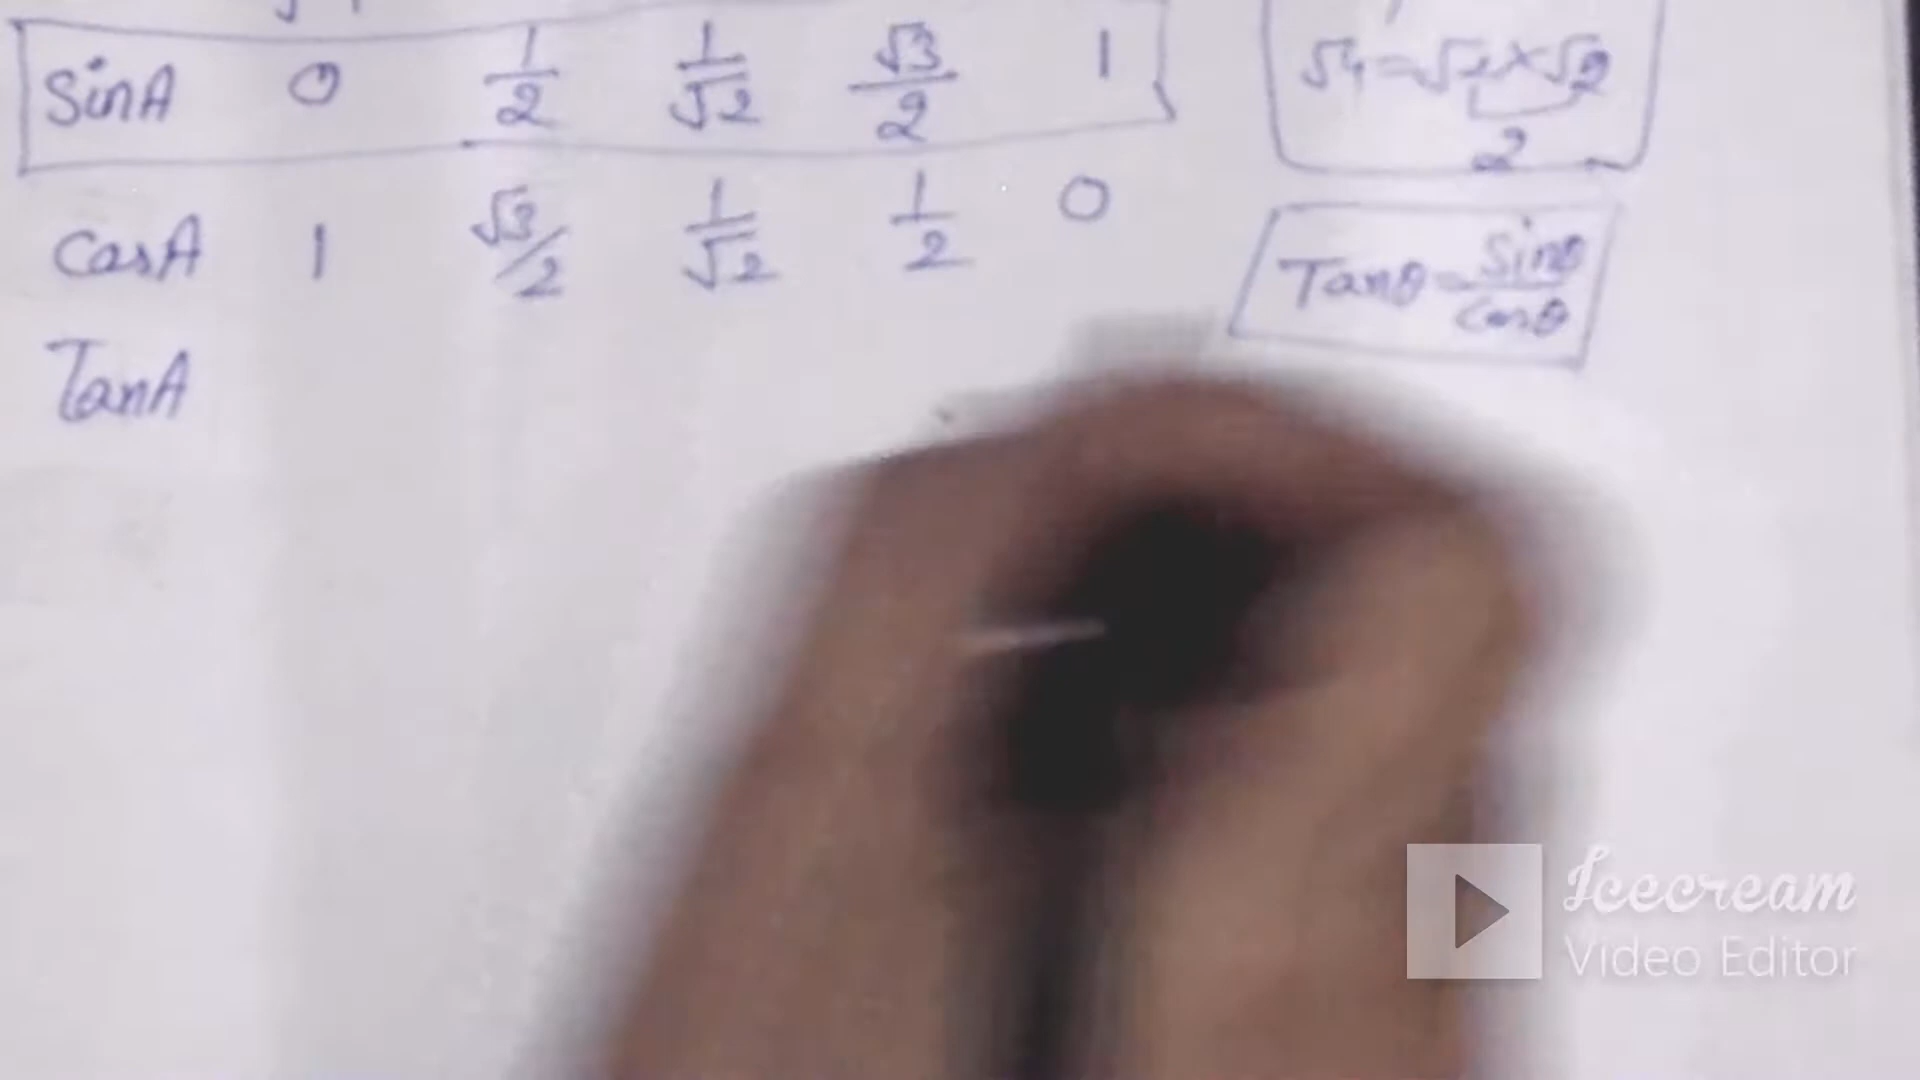 SinA 0 1/2 1/√2 √3/2 1
CosA 1 √3/2 1/√2 1/2 0
TanA
√4=√2×√2
2
Tanθ=Sinθ/Cosθ
Icecream
Video Editor